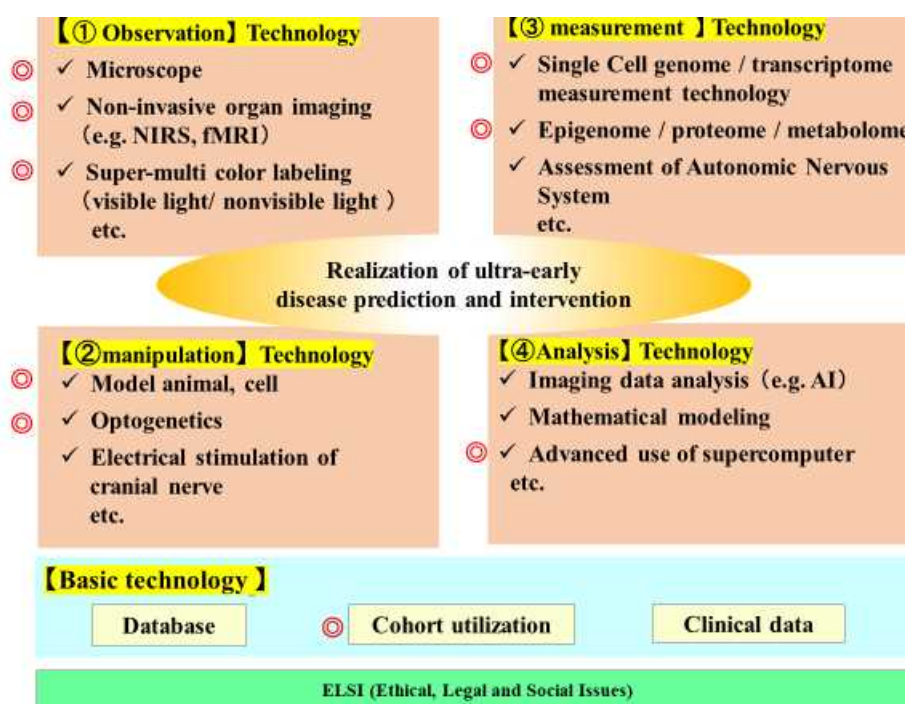 【① Observation】 Technology
◎ ✓ Microscope
◎ ✓ Non-invasive organ imaging
(e.g. NIRS, fMRI)
◎ ✓ Super-multi color labeling
(visible light/ nonvisible light )
etc.
【③ measurement 】 Technology
◎ ✓ Single Cell genome / transcriptome
measurement technology
◎ ✓ Epigenome / proteome / metabolome
✓ Assessment of Autonomic Nervous
System
etc.
Realization of ultra-early
disease prediction and intervention
【②manipulation】 Technology
◎ ✓ Model animal, cell
◎ ✓ Optogenetics
✓ Electrical stimulation of
cranial nerve
etc.
【④Analysis】 Technology
✓ Imaging data analysis (e.g. AI)
✓ Mathematical modeling
◎ ✓ Advanced use of supercomputer
etc.
【Basic technology 】
Database
◎ Cohort utilization
Clinical data
ELSI (Ethical, Legal and Social Issues)